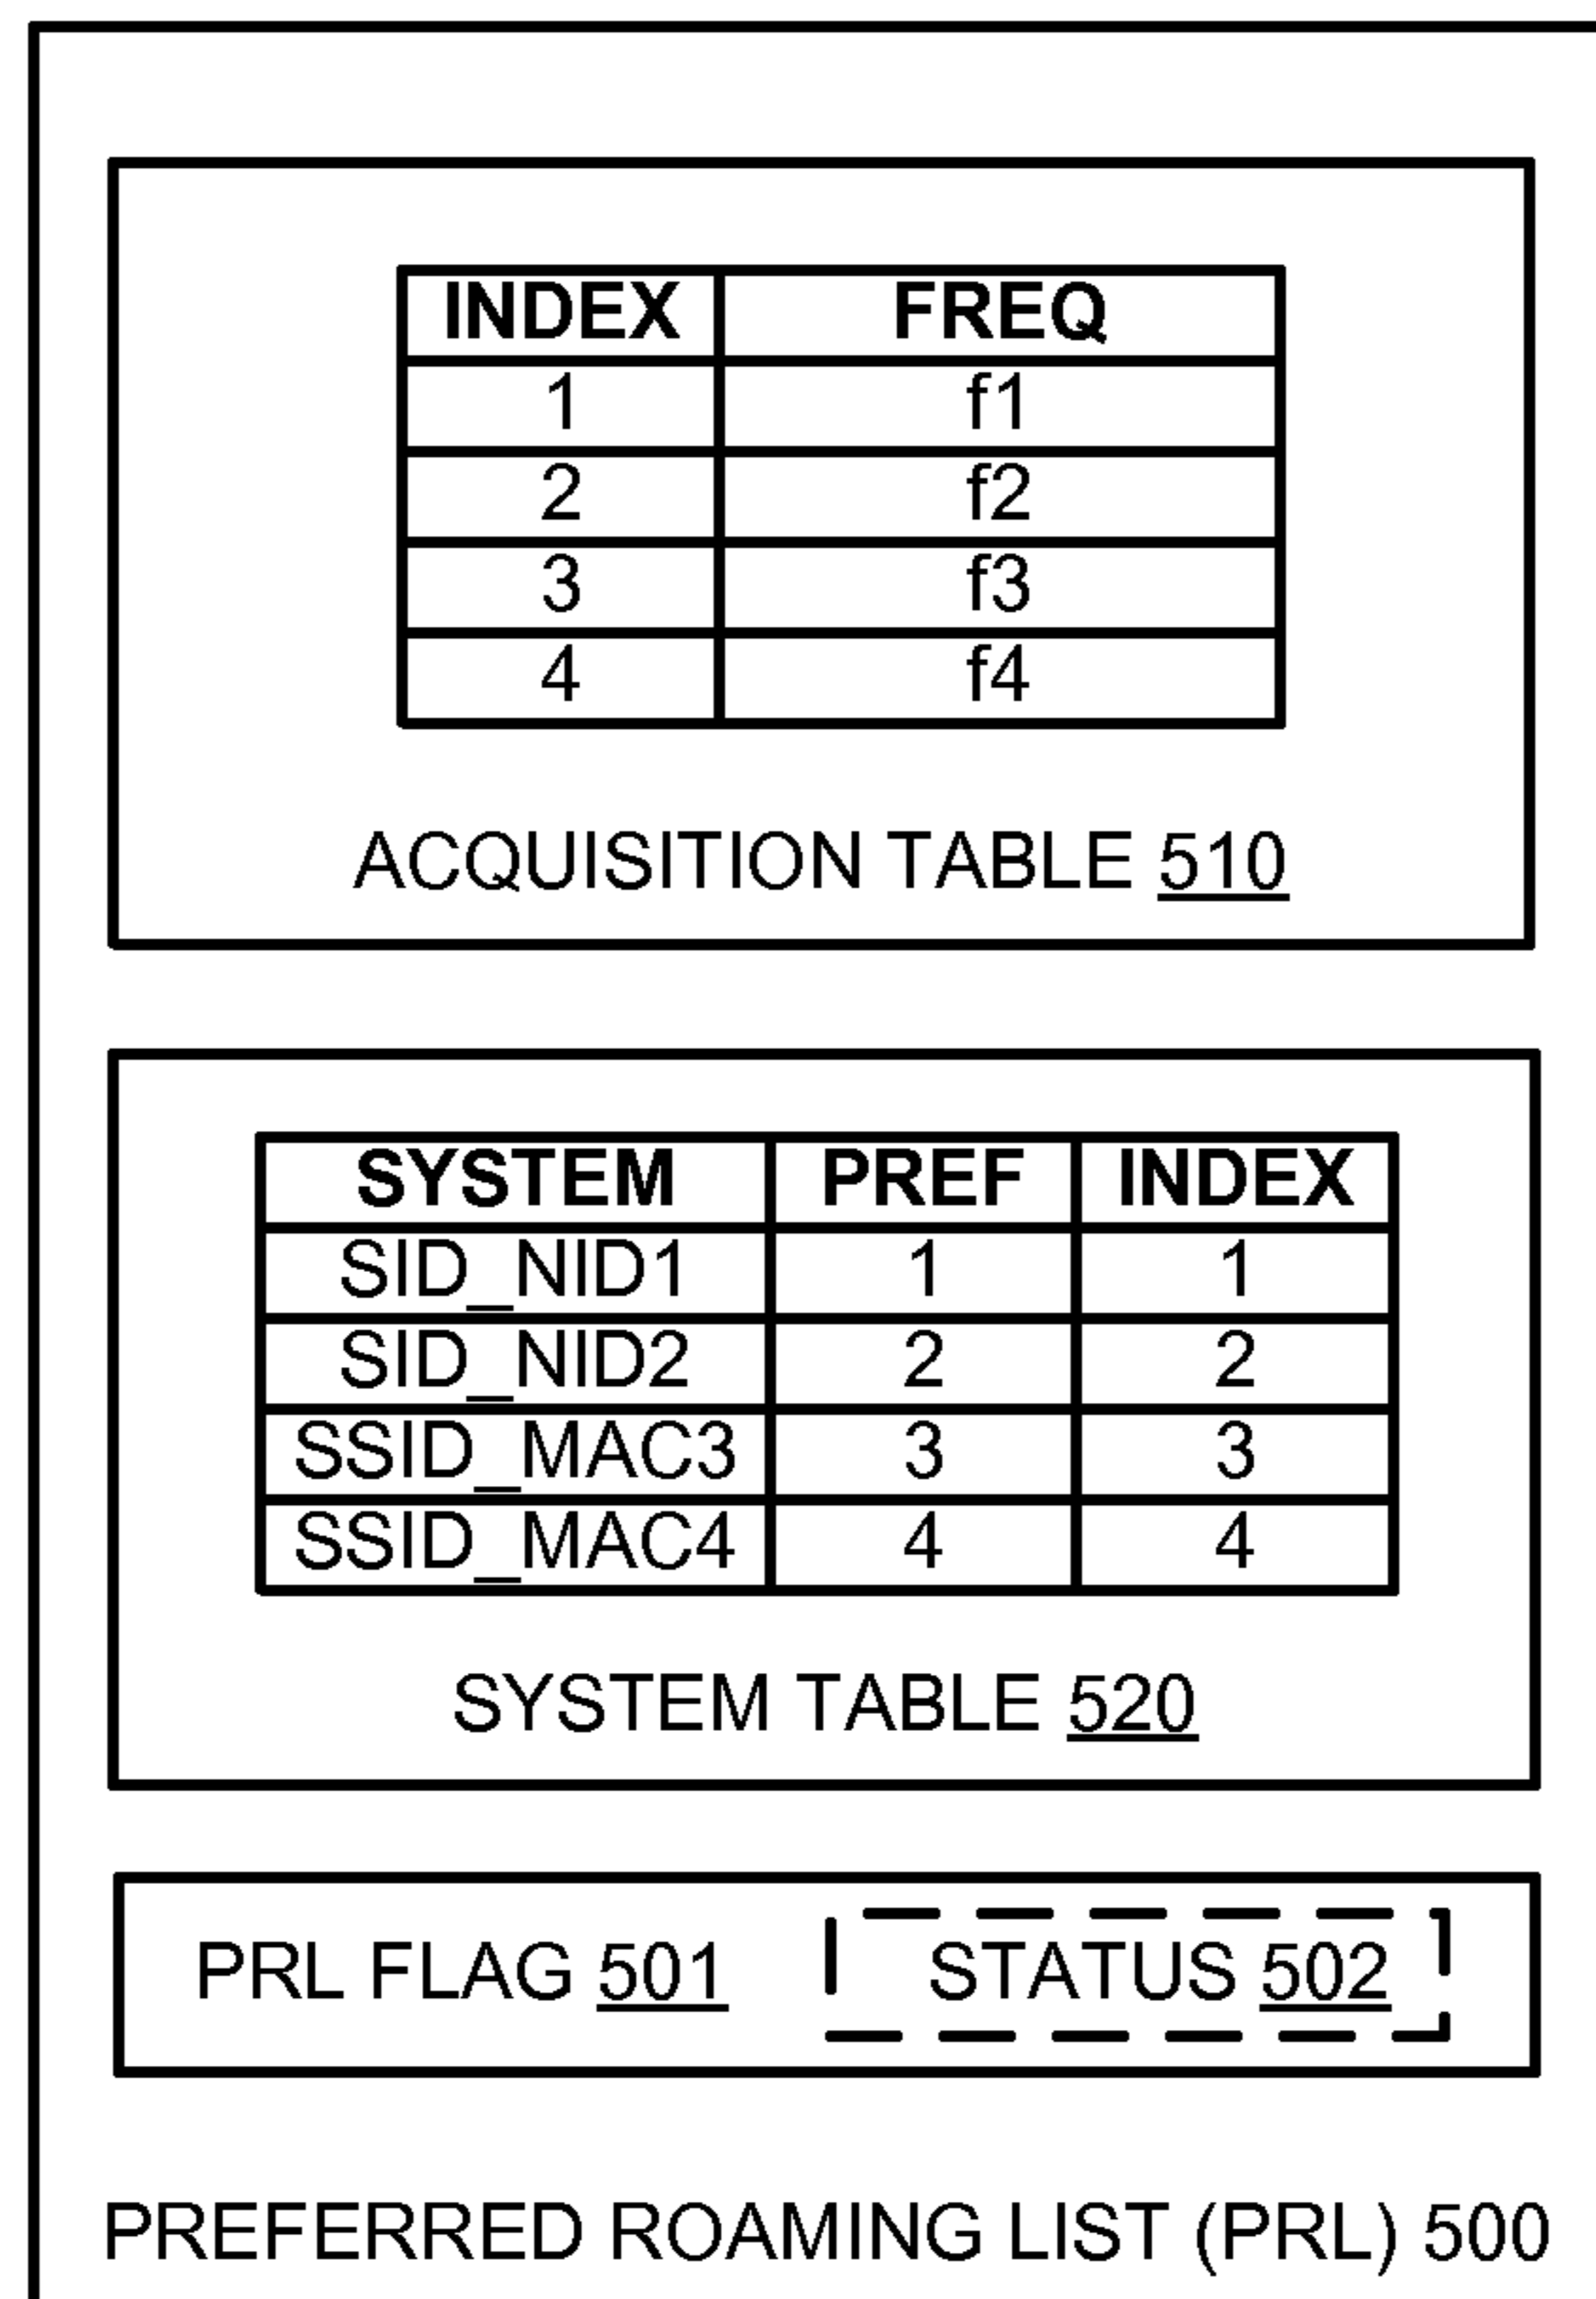 INDEX FREQ
1 f1
2 f2
3 f3
4 f4
ACQUISITION TABLE 510
SYSTEM PREF INDEX
SID_NID1 1 1
SID_NID2 2 2
SSID_MAC3 3 3
SSID_MAC4 4 4
SYSTEM TABLE 520
PRL FLAG 501 STATUS 502
PREFERRED ROAMING LIST (PRL) 500